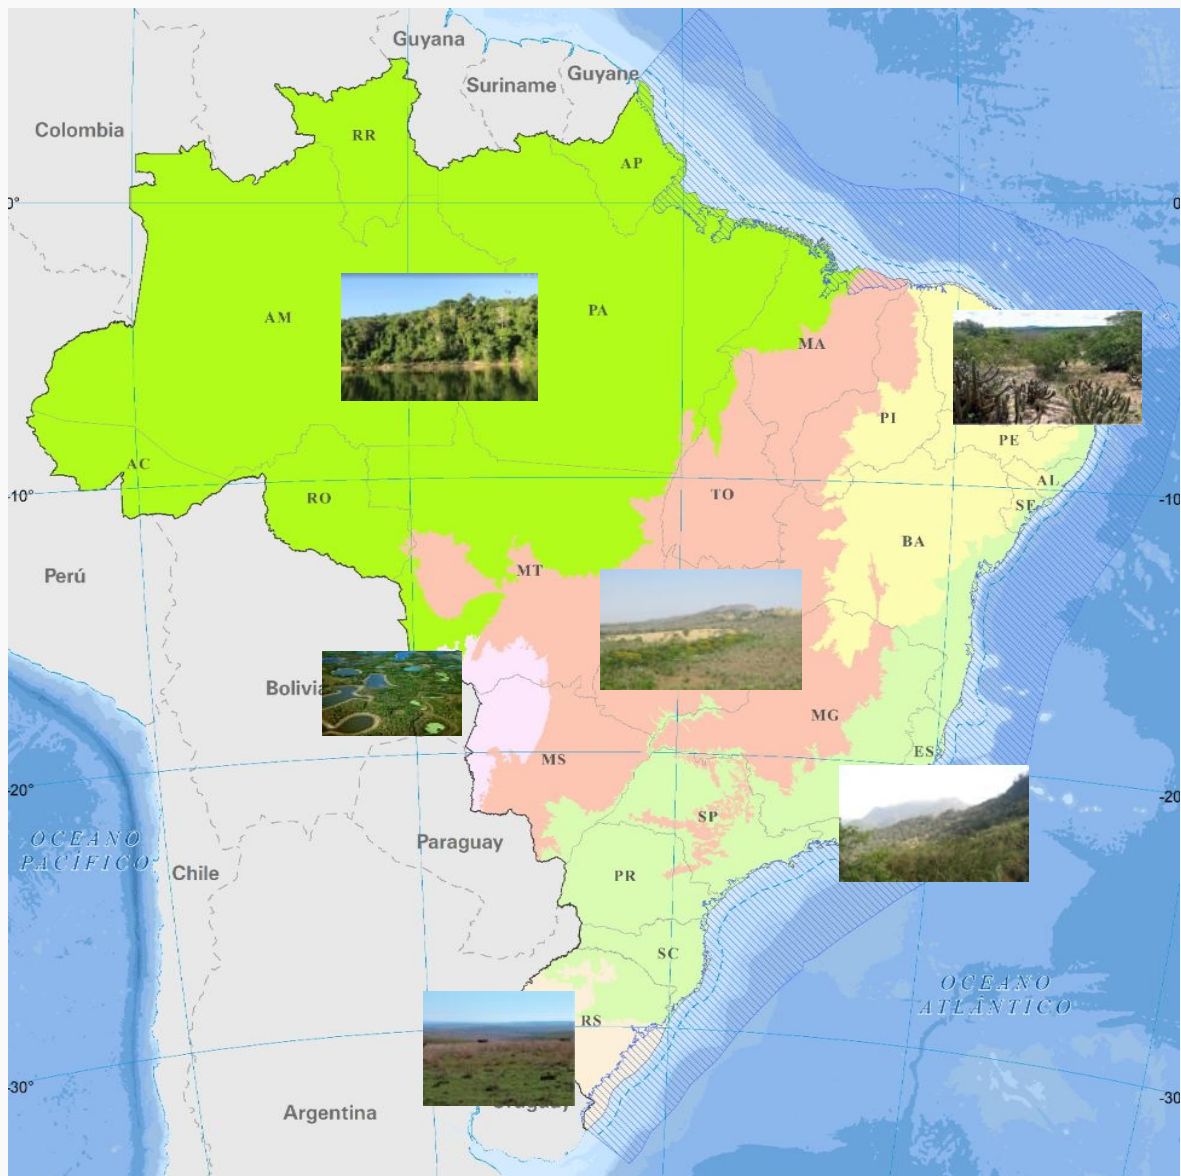 Guyana
Suriname
Guyane
Colombia
RR
AP
0°
0
AM
PA
MA
PI
PE
AC
-10°
RO
TO
AL
SE
-10
BA
Perú
MT
Bolivia
MG
MS
ES
-20°
-20
SP
OCEANO
PACÍFICO
Paraguay
Chile
PR
SC
OCEANO
ATLÂNTICO
RS
-30°
-30
Argentina
Uruguay